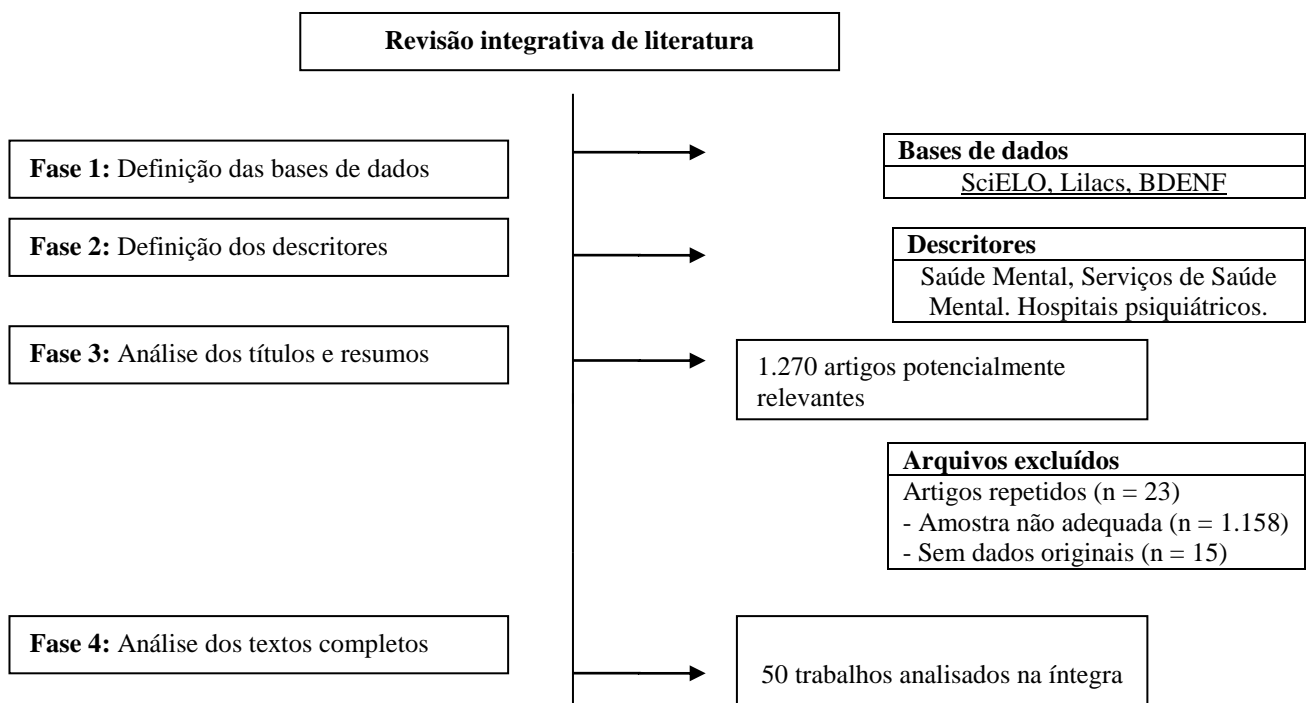 Revisão integrativa de literatura
Fase 1: Definição das bases de dados
Bases de dados
SciELO, Lilacs, BDENF
Fase 2: Definição dos descritores
Descritores
Saúde Mental, Serviços de Saúde
Mental. Hospitais psiquiátricos.
Fase 3: Análise dos títulos e resumos
1.270 artigos potencialmente
relevantes
Arquivos excluídos
Artigos repetidos (n = 23)
- Amostra não adequada (n = 1.158)
- Sem dados originais (n = 15)
Fase 4: Análise dos textos completos
50 trabalhos analisados na íntegra